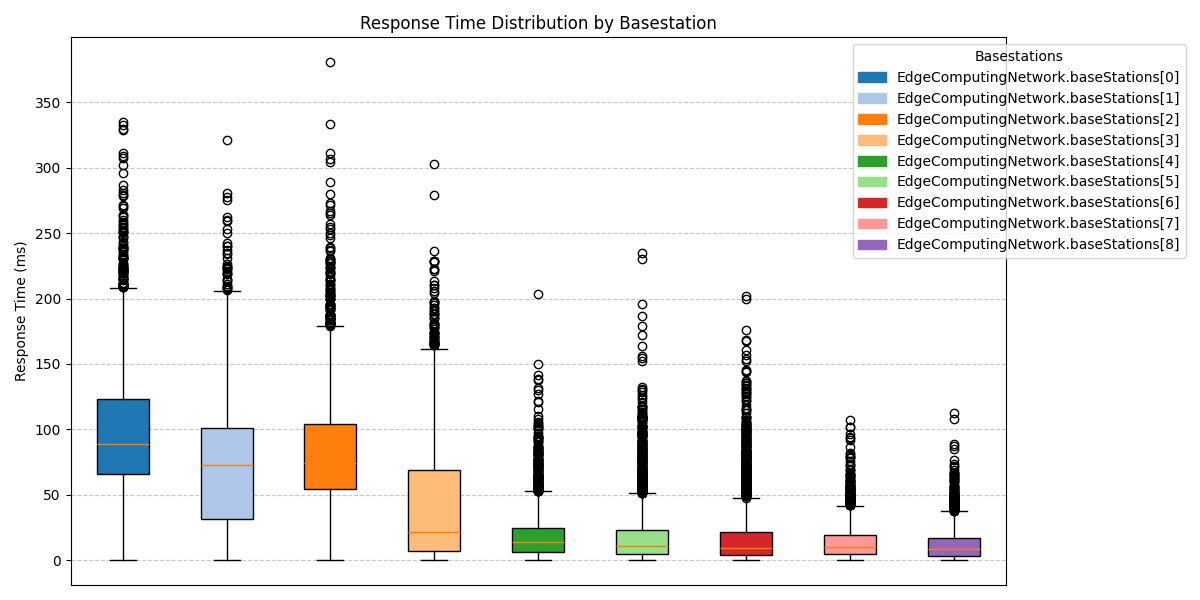 Response Time Distribution by Basestation
Response Time (ms)
350
300
250
200
150
100
50
0
Basestations
EdgeComputingNetwork.baseStations[0]
EdgeComputingNetwork.baseStations[1]
EdgeComputingNetwork.baseStations[2]
EdgeComputingNetwork.baseStations[3]
EdgeComputingNetwork.baseStations[4]
EdgeComputingNetwork.baseStations[5]
EdgeComputingNetwork.baseStations[6]
EdgeComputingNetwork.baseStations[7]
EdgeComputingNetwork.baseStations[8]